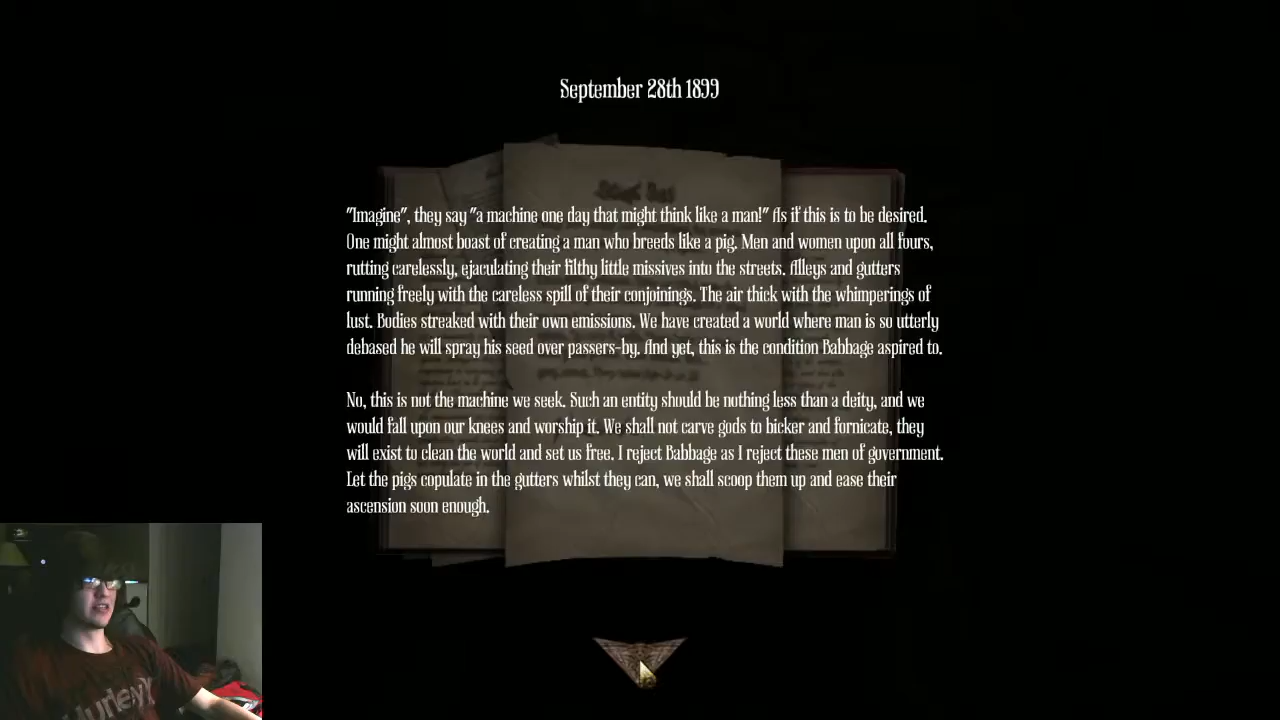 September 28th 1899
"Imagine", they say "a machine one day that might think like a man!" As if this is to be desired.
One might almost boast of creating a man who breeds like a pig. Men and women upon all fours,
rutting carelessly, ejaculating their filthy little missives into the streets. Alleys and gutters
running freely with the careless spill of their conjoinings. The air thick with the whimperings of
lust. Bodies streaked with their own emissions. We have created a world where man is so utterly
debased he will spray his seed over passers-by. And yet, this is the condition Babbage aspired to.
No, this is not the machine we seek. Such an entity should be nothing less than a deity, and we
would fall upon our knees and worship it. We shall not carve gods to bicker and fornicate, they
will exist to clean the world and set us free. I reject Babbage as I reject these men of government.
Let the pigs copulate in the gutters whilst they can, we shall scoop them up and ease their
ascension soon enough.
Hurley